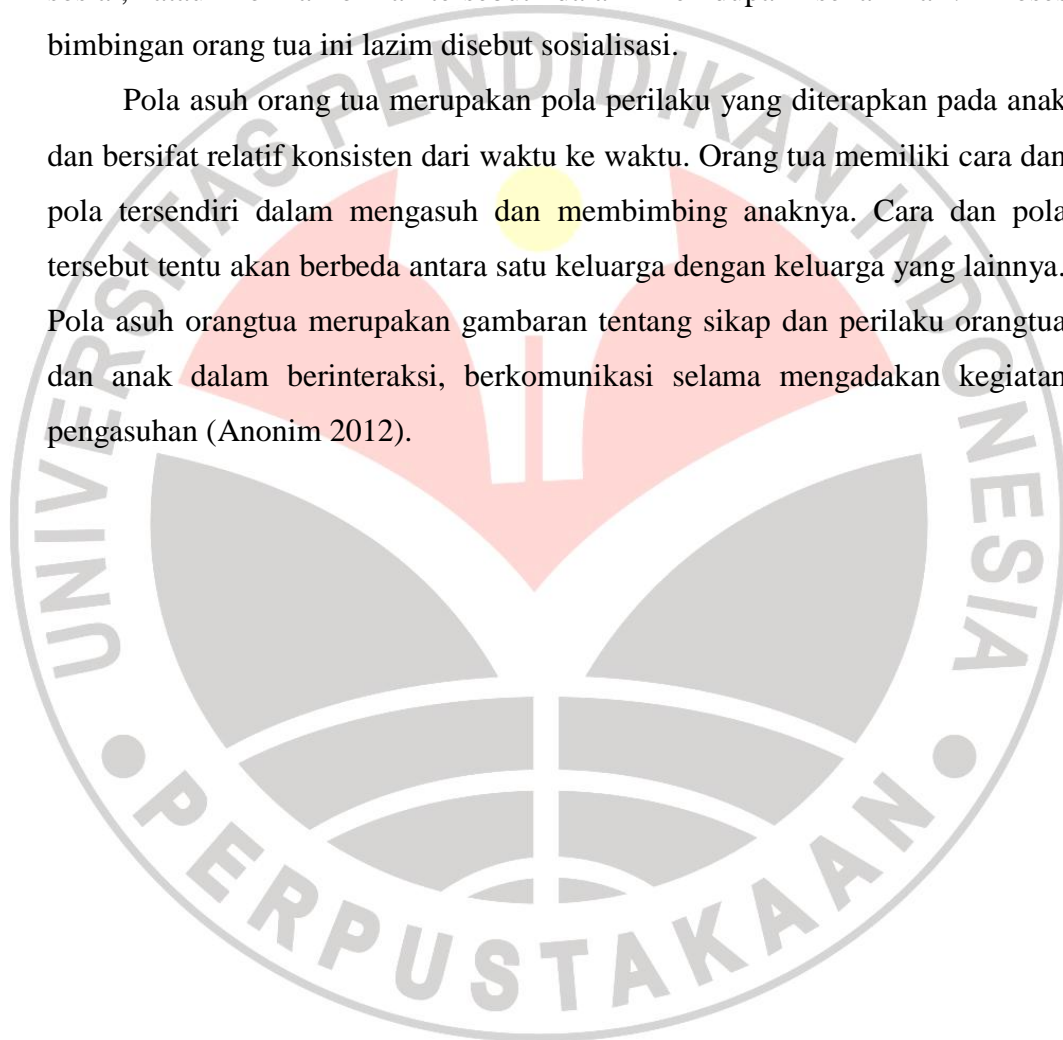 bimbingan orang tua ini lazim disebut sosialisasi.
Pola asuh orang tua merupakan pola perilaku yang diterapkan pada anak
dan bersifat relatif konsisten dari waktu ke waktu. Orang tua memiliki cara dan
pola tersendiri dalam mengasuh dan membimbing anaknya. Cara dan pola
tersebut tentu akan berbeda antara satu keluarga dengan keluarga yang lainnya.
Pola asuh orangtua merupakan gambaran tentang sikap dan perilaku orangtua
dan anak dalam berinteraksi, berkomunikasi selama mengadakan kegiatan
pengasuhan (Anonim 2012).
UNIVERSITAS PENDIDIKAN INDONESIA
PERPUSTAKAAN